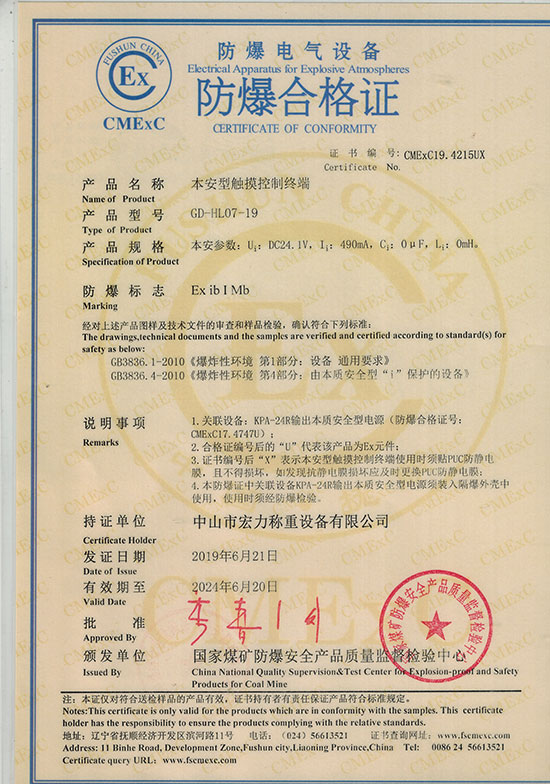 FUSHUN CHINA
Ex
CMExC
防爆电气设备
Electrical Apparatus for Explosive Atmospheres
防爆合格证
CERTIFICATE OF CONFORMITY
证书编号:CMExC19.4215UX
Certificate No.
产品名称 本安型触摸控制终端
Name of Product
产品型号 GD-HL07-19
Type of Product
产品规格 本安参数: Ui: DC24.1V, Ii: 490mA, Ci: 0μF, Li: 0mH。
Specification of Product
防爆标志 Ex ib I Mb
Marking
经对上述产品图样及技术文件的审查和样品检验，确认符合下列标准:
The drawings,technical documents and the samples are verified and certified according to standard(s) for
safety as below:
GB3836.1-2010《爆炸性环境 第1部分：设备 通用要求》
GB3836.4-2010《爆炸性环境 第4部分：由本质安全型“i”保护的设备》
说明事项 1.关联设备：KPA-24R输出本质安全型电源（防爆合格证号：
Remarks CMExC17.4747U）；
2.合格证编号后的“U”代表该产品为Ex元件；
3.证书编号后“X”表示本安型触摸控制终端使用时须贴PUC防静电
膜，且不得损坏，如发现抗静电膜损坏应及时更换PUC防静电膜；
4.本防爆证中关联设备KPA-24R输出本质安全型电源须装入隔爆外壳中
使用，使用时须经防爆检验。
持证单位 中山市宏力称重设备有限公司
Certificate Holder
发证日期 2019年6月21日
Date of Issue
有效期至 2024年6月20日
Valid Date
批准
Approved By
颁发单位 国家煤矿防爆安全产品质量监督检验中心
Issued By China National Quality Supervision&Test Center for Explosion-proof and Safety
Products for Coal Mine
国家煤矿防爆安全产品质量监督检验中心
注：本证仅对符合送检样品的产品有效，证书持有者有责任保证产品符合标准规定。
Notes:This certificate is only valid for the products which are in conformity with the samples. This certificate
holder has the responsibility to ensure the products complying with the relative standards.
地址：辽宁省抚顺经济开发区滨河路11号 电话：（024）56613521 证书查询网址：www.fscmexc.com
Address: 11 Binhe Road, Development Zone,Fushun city,Liaoning Province,China Tel: 0086 24 56613521
Certificate query URL：www.fscmexc.com